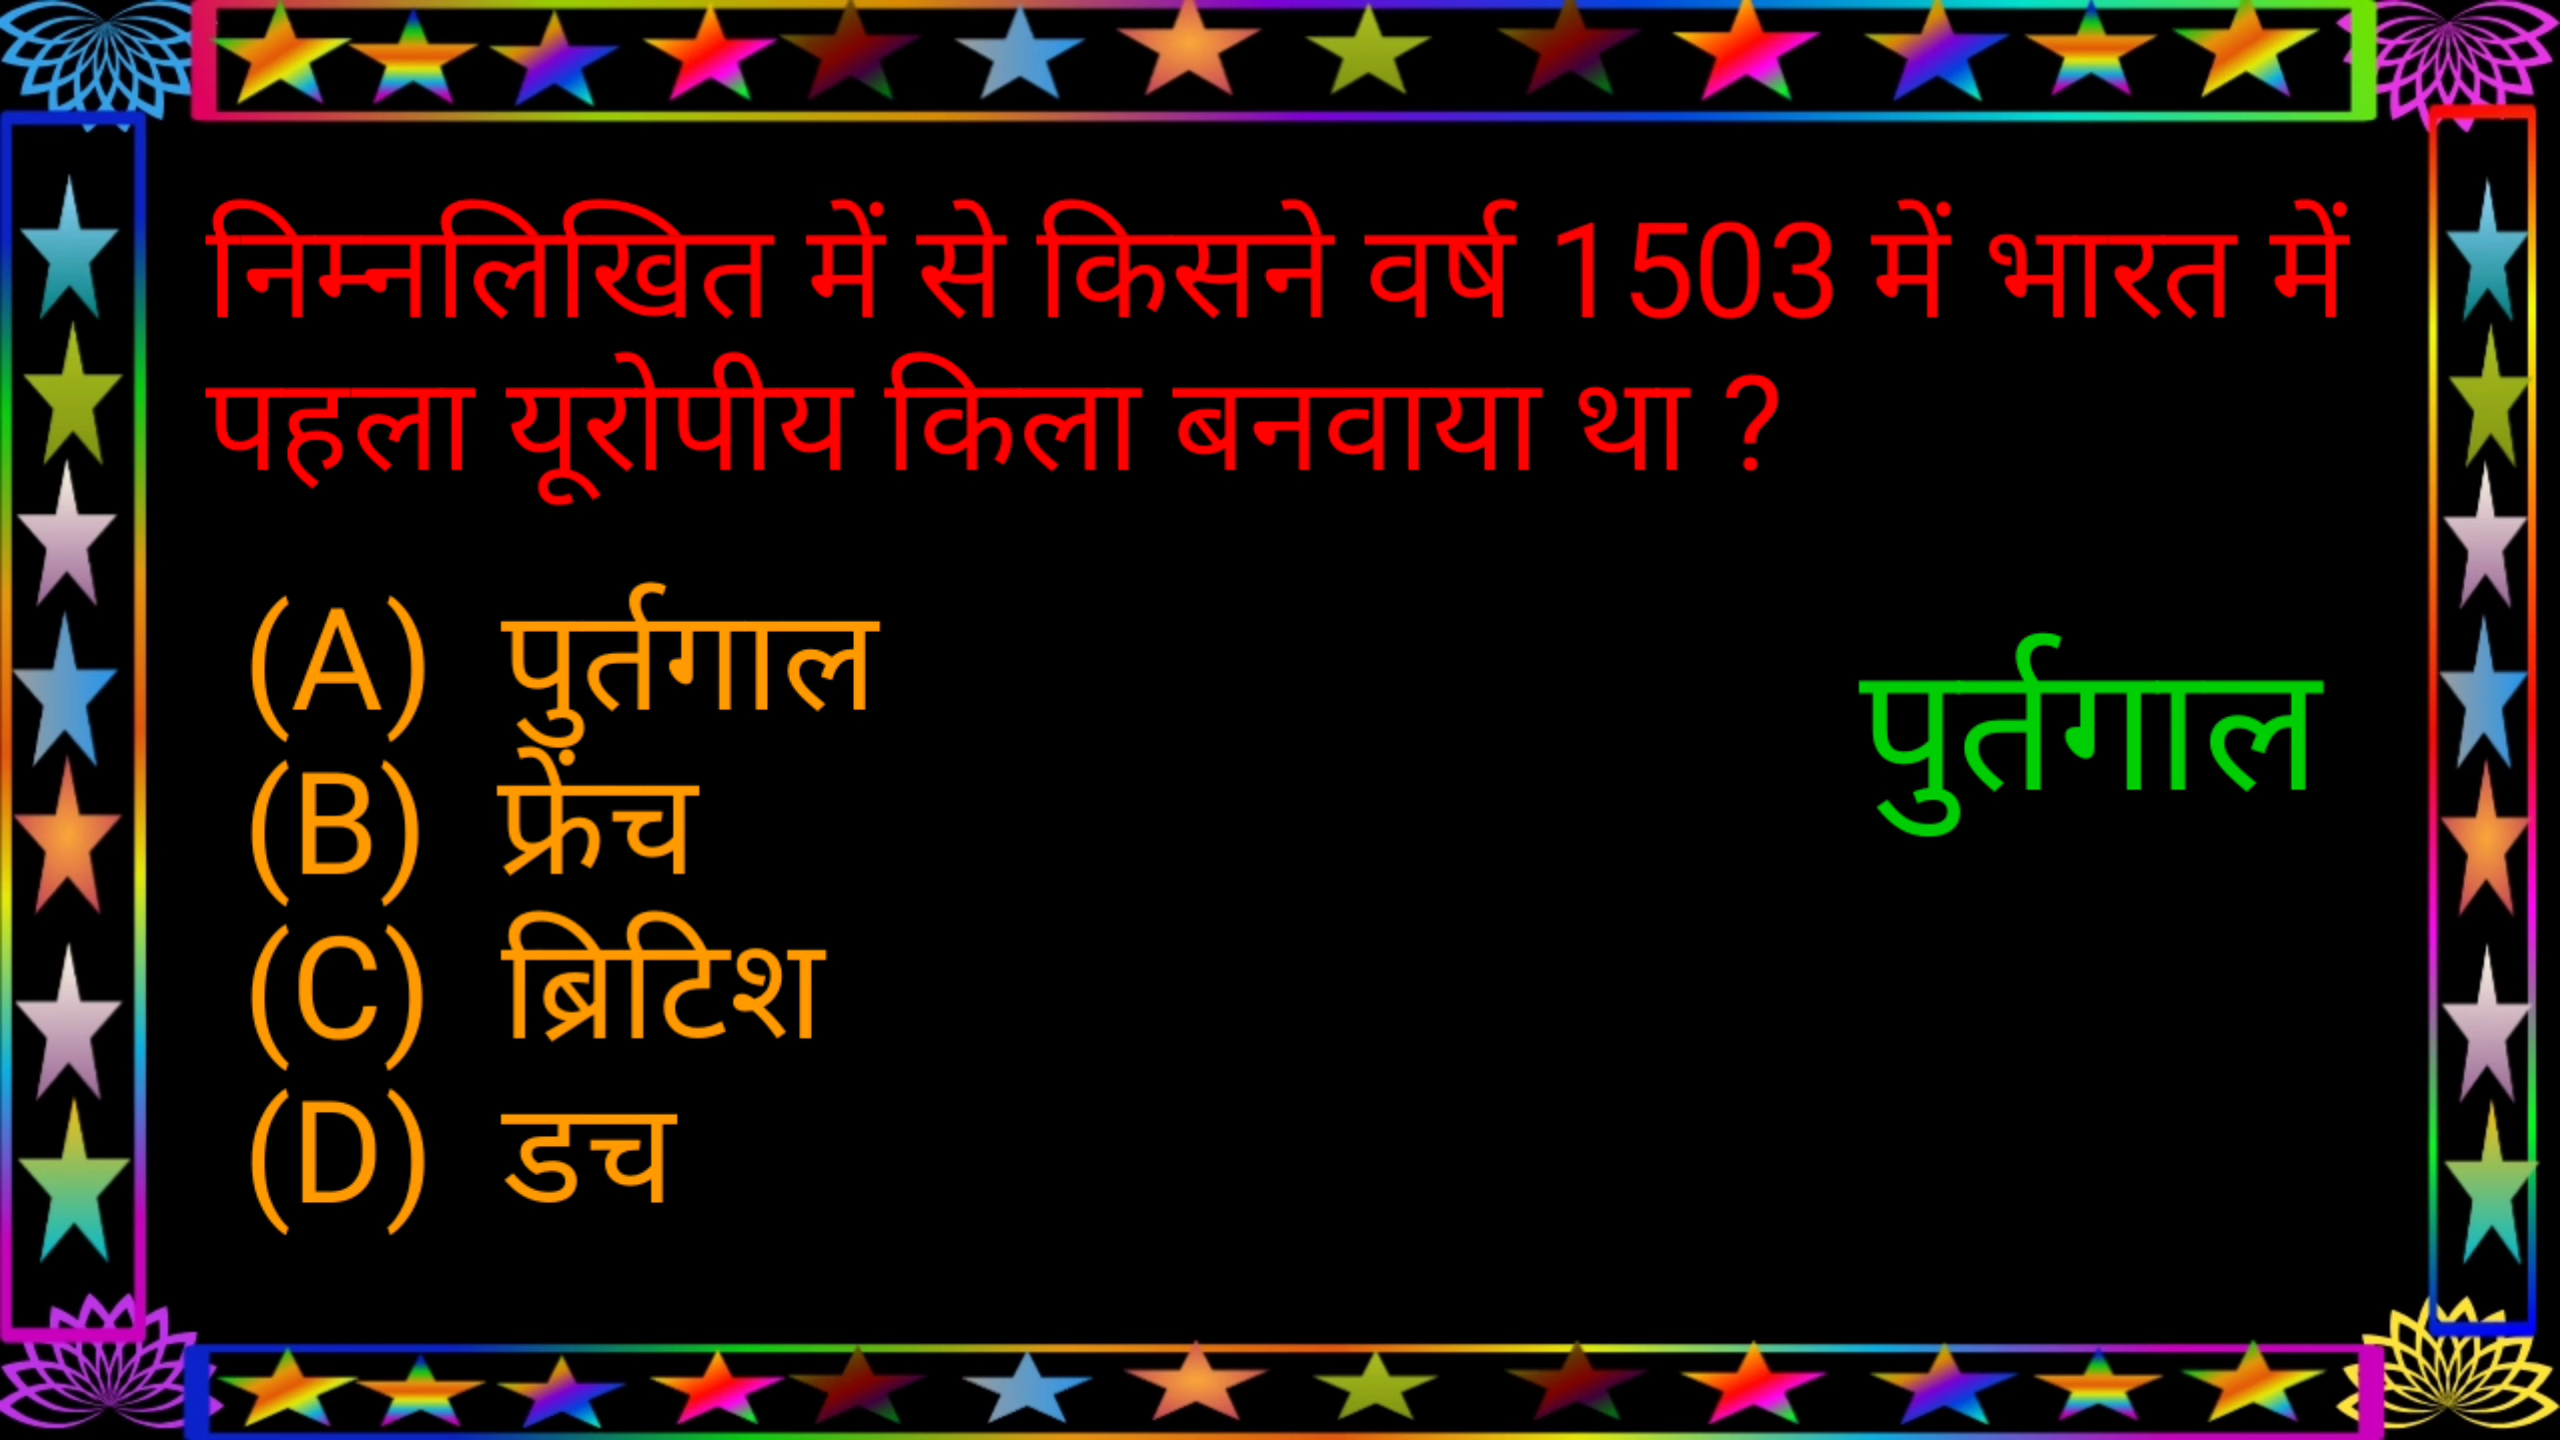 निम्नलिखित में से किसने वर्ष 1503 में भारत में
पहला यूरोपीय किला बनवाया था ?
(A) पुर्तगाल
(B) फ्रेंच
(C) ब्रिटिश
(D) डच
पुर्तगाल